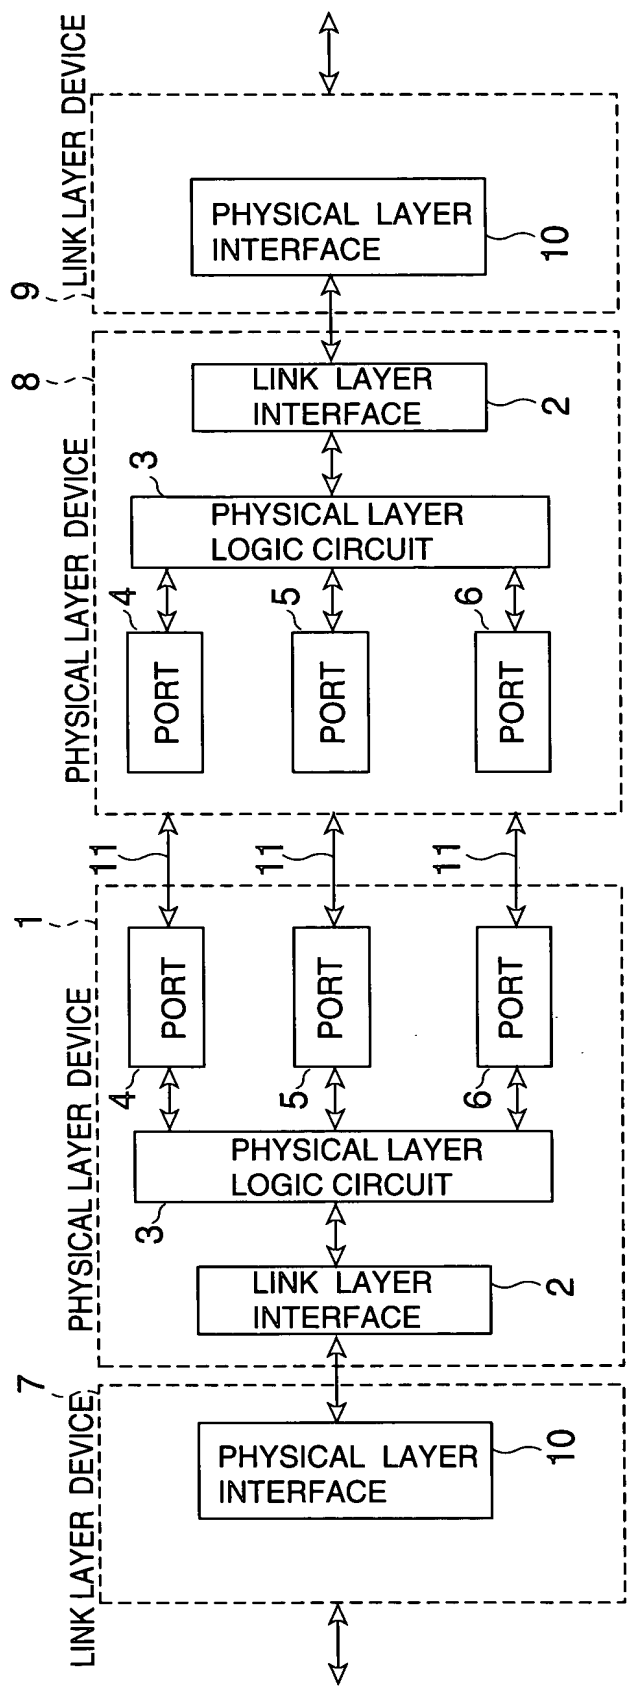 9
LINK LAYER DEVICE
PHYSICAL LAYER
INTERFACE
10
8
PHYSICAL LAYER DEVICE
LINK LAYER
INTERFACE
2
3
PHYSICAL LAYER
LOGIC CIRCUIT
4
5
6
PORT
PORT
PORT
11
11
11
1
PHYSICAL LAYER DEVICE
PORT
PORT
PORT
4
5
6
PHYSICAL LAYER
LOGIC CIRCUIT
3
LINK LAYER
INTERFACE
2
7
LINK LAYER DEVICE
PHYSICAL LAYER
INTERFACE
10